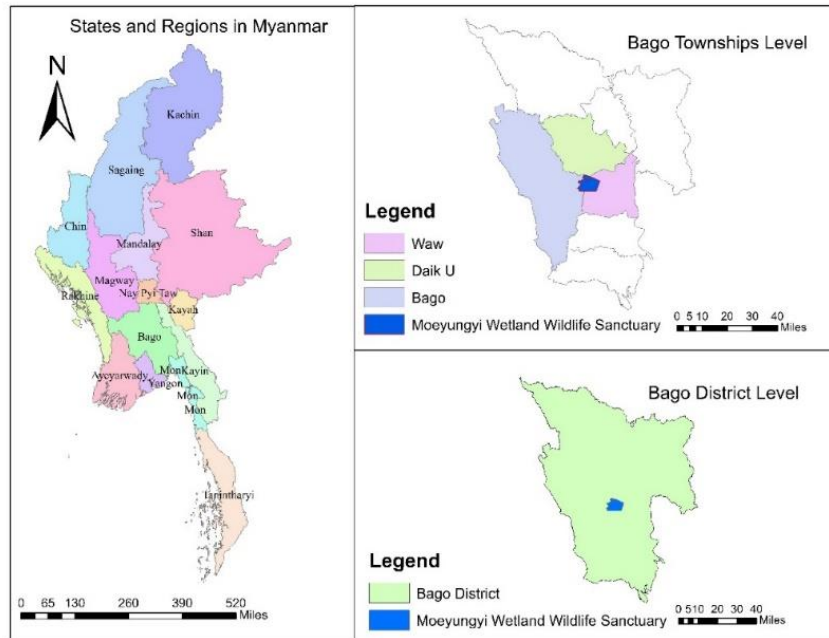 States and Regions in Myanmar
N
Kachin
Sagaing
Chin
Shan
Mandalay
Magway
Rakhine
Nay Pyi Taw
Kayah
Bago
Mon Kayin
Ayeyarwady
Yangon
Mon
Mon
Tanintharyi
0 65 130 260 390 520
Miles
Bago Townships Level
Legend
Waw
Daik U
Bago
Moeyungyi Wetland Wildlife Sanctuary
0 5 10 20 30 40
Miles
Bago District Level
Legend
Bago District
Moeyungyi Wetland Wildlife Sanctuary
0 5 10 20 30 40
Miles